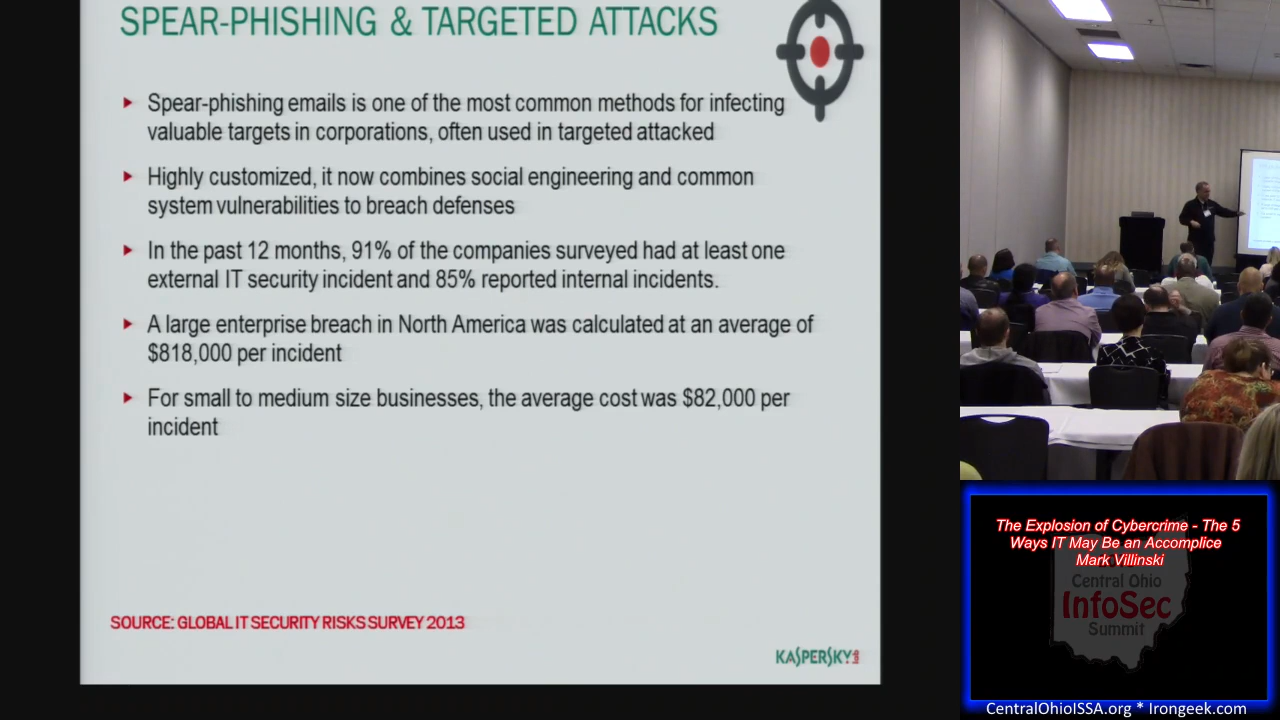 SPEAR-PHISHING & TARGETED ATTACKS
Spear-phishing emails is one of the most common methods for infecting
valuable targets in corporations, often used in targeted attacked
Highly customized, it now combines social engineering and common
system vulnerabilities to breach defenses
In the past 12 months, 91% of the companies surveyed had at least one
external IT security incident and 85% reported internal incidents.
A large enterprise breach in North America was calculated at an average of
$818,000 per incident
For small to medium size businesses, the average cost was $82,000 per
incident
SOURCE: GLOBAL IT SECURITY RISKS SURVEY 2013
KASPERSKY lab
The Explosion of Cybercrime - The 5
Ways IT May Be an Accomplice
Mark Villinski
Central Ohio
InfoSec
Summit
CentralOhioISSA.org * Irongeek.com